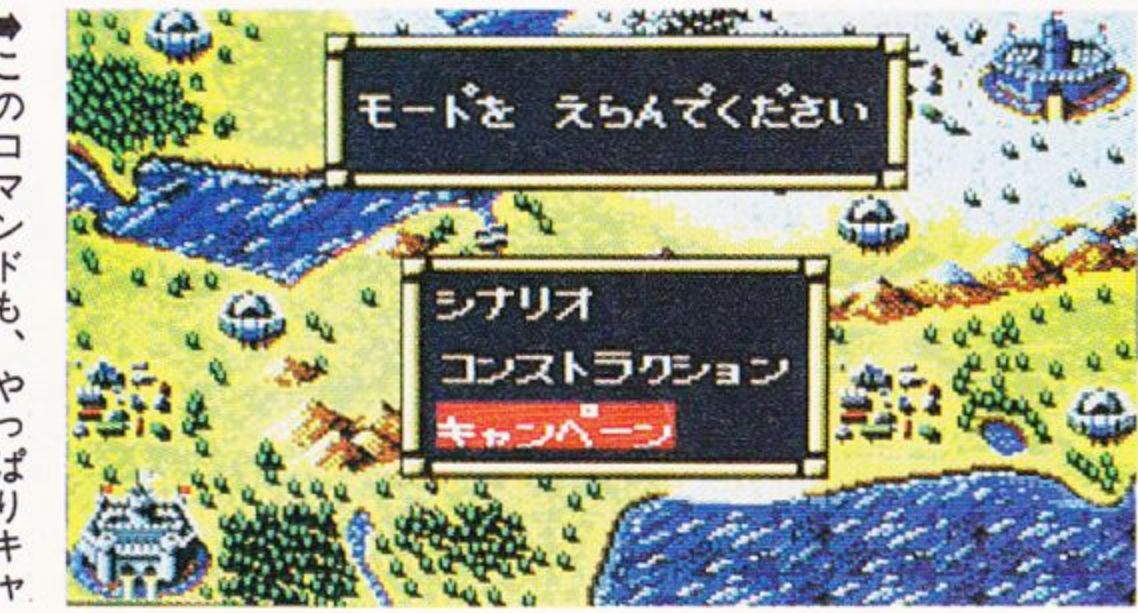 ➡このコマンドも、やっぱりキャ
モードを えらんでください
シナリオ
コンストラクション
キャンペーン